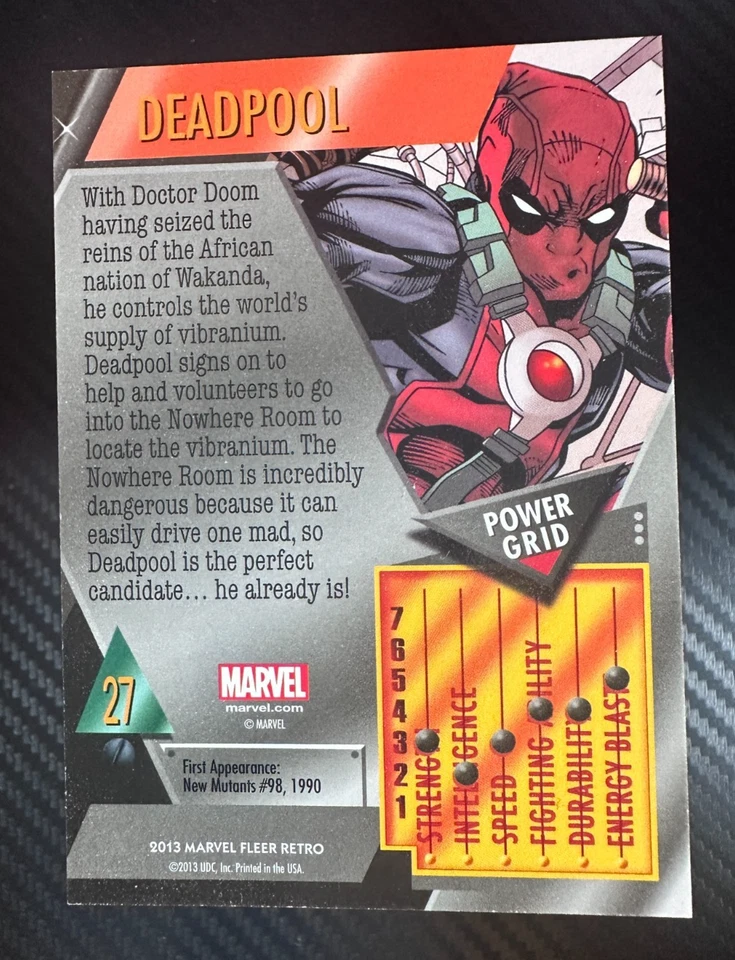 DEADPOOL
With Doctor Doom
having seized the
reins of the African
nation of Wakanda,
he controls the world's
supply of vibranium.
Deadpool signs on to
help and volunteers to go
into the Nowhere Room to
locate the vibranium. The
Nowhere Room is incredibly
dangerous because it can
easily drive one mad, so
Deadpool is the perfect
candidate... he already is!
POWER
GRID
7
6
5
4
3
2
1
SPEED
DURABILITY
ENERGY BLAST
27
MARVEL
marvel.com
© MARVEL
First Appearance:
New Mutants #98, 1990
2013 MARVEL FLEER RETRO
©2013 UDC, Inc. Printed in the USA.